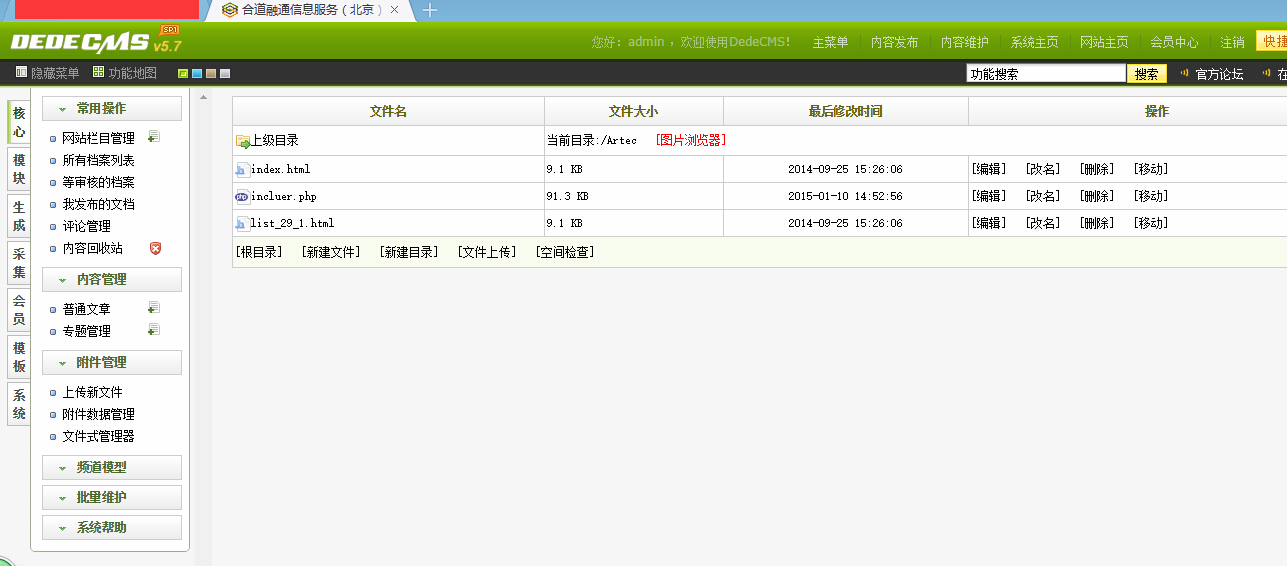 合道融通信息服务（北京）
DEDECMS v5.7 SP1
您好：admin ，欢迎使用DedeCMS！ 主菜单 内容发布 内容维护 系统主页 网站主页 会员中心 注销 快捷
隐藏菜单 功能地图 功能搜索 搜索 官方论坛 在
核心
模块
生成
采集
会员
模板
系统
常用操作
网站栏目管理
所有档案列表
等审核的档案
我发布的文档
评论管理
内容回收站
内容管理
普通文章
专题管理
附件管理
上传新文件
附件数据管理
文件式管理器
频道模型
批量维护
系统帮助
文件名 文件大小 最后修改时间 操作
上级目录 当前目录:/Artec [图片浏览器]
index.html 9.1 KB 2014-09-25 15:26:06 [编辑] [改名] [删除] [移动]
php incluer.php 91.3 KB 2015-01-10 14:52:56 [编辑] [改名] [删除] [移动]
list_29_1.html 9.1 KB 2014-09-25 15:26:06 [编辑] [改名] [删除] [移动]
[根目录] [新建文件] [新建目录] [文件上传] [空间检查]